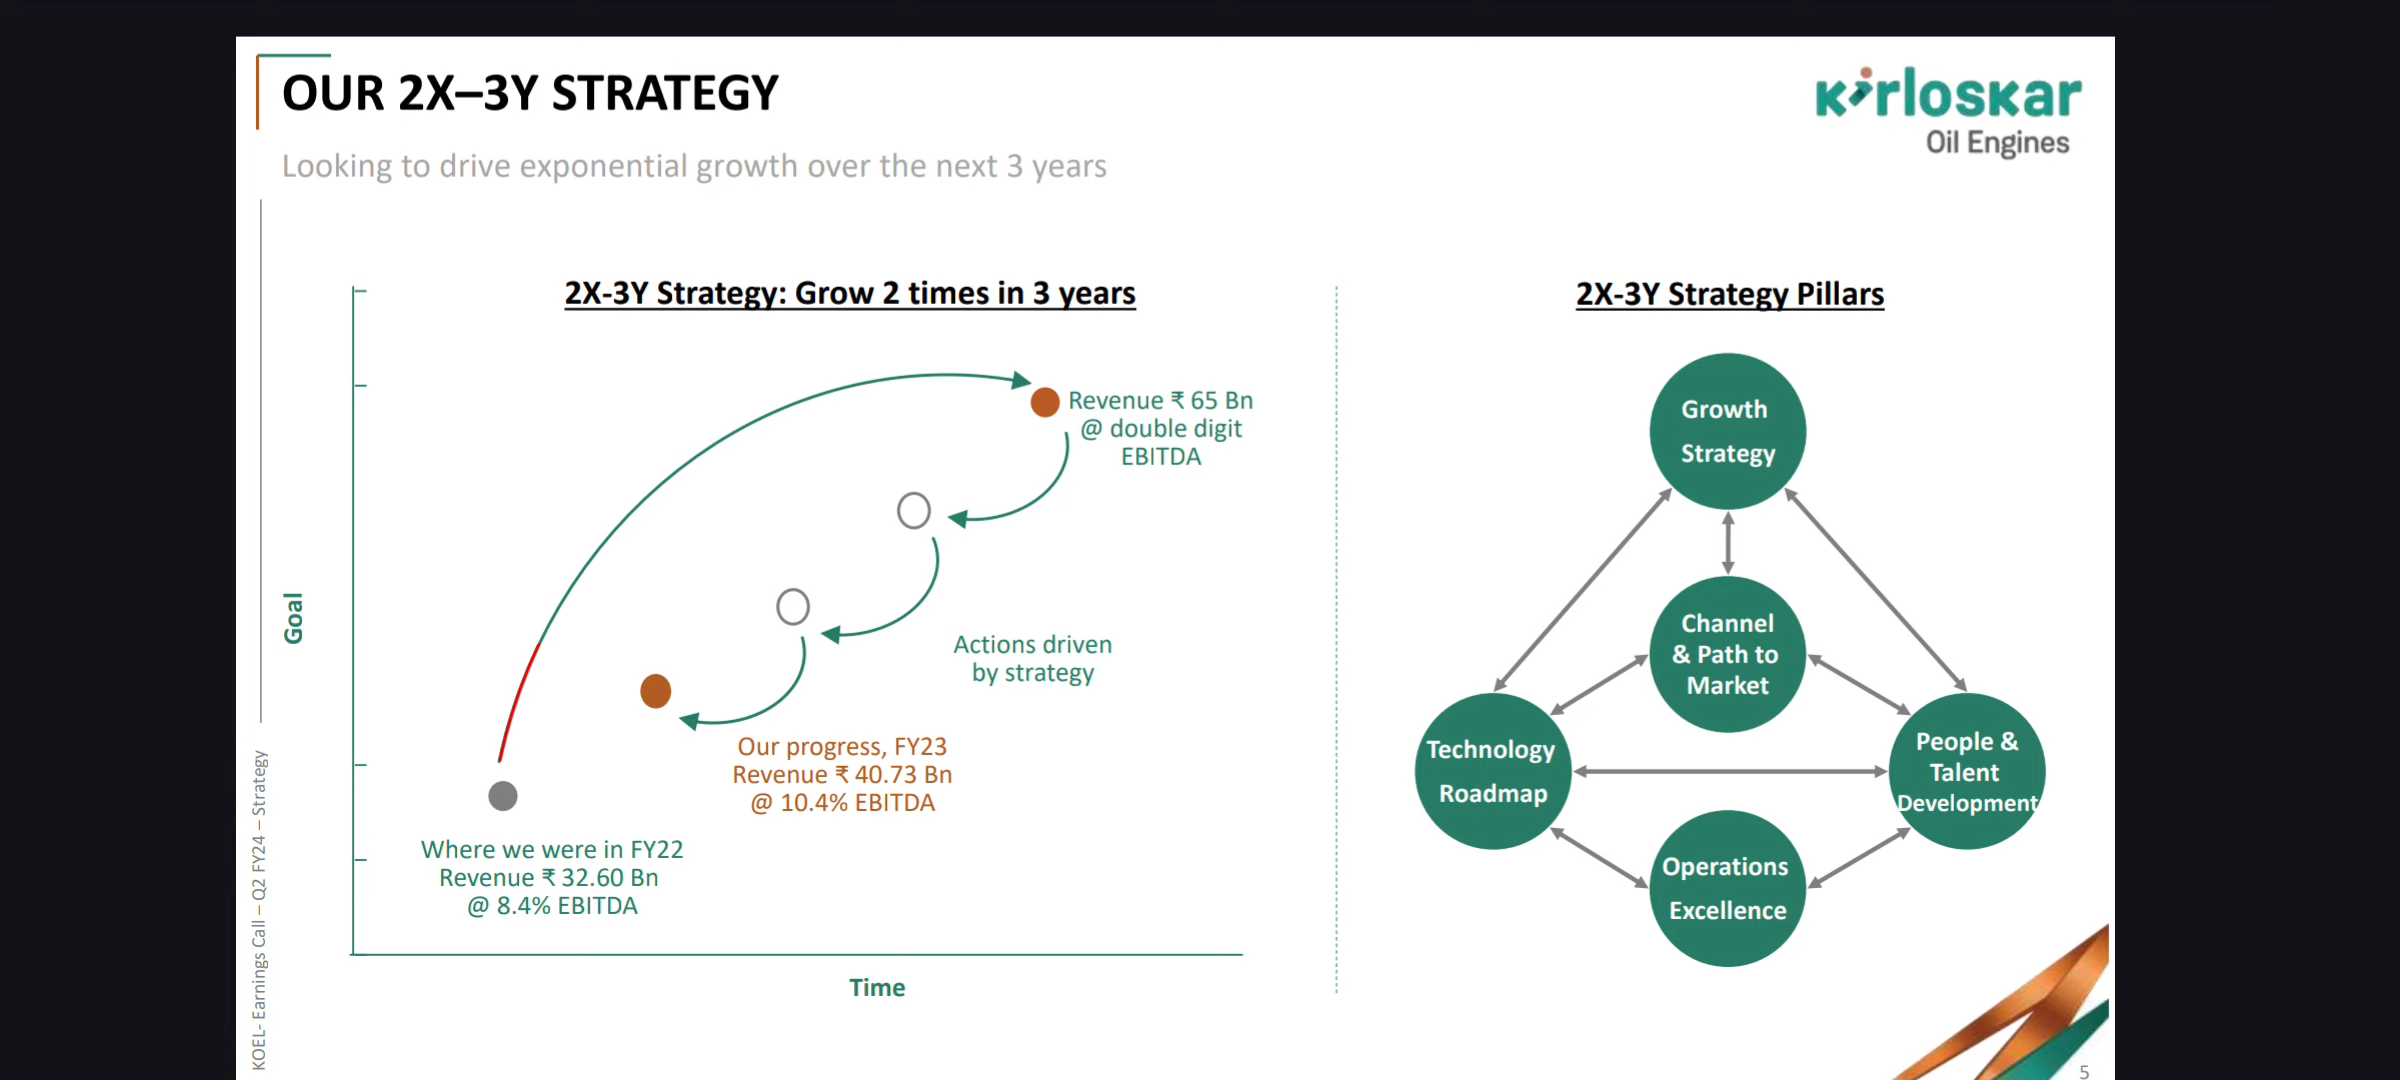 OUR 2X–3Y STRATEGY
Looking to drive exponential growth over the next 3 years
Kirloskar
Oil Engines
2X-3Y Strategy: Grow 2 times in 3 years
Goal
Revenue ₹ 65 Bn
@ double digit
EBITDA
Actions driven
by strategy
Our progress, FY23
Revenue ₹ 40.73 Bn
@ 10.4% EBITDA
Where we were in FY22
Revenue ₹ 32.60 Bn
@ 8.4% EBITDA
Time
2X-3Y Strategy Pillars
Growth
Strategy
Channel
& Path to
Market
Technology
Roadmap
People &
Talent
Development
Operations
Excellence
KOEL- Earnings Call – Q2 FY24 – Strategy
5